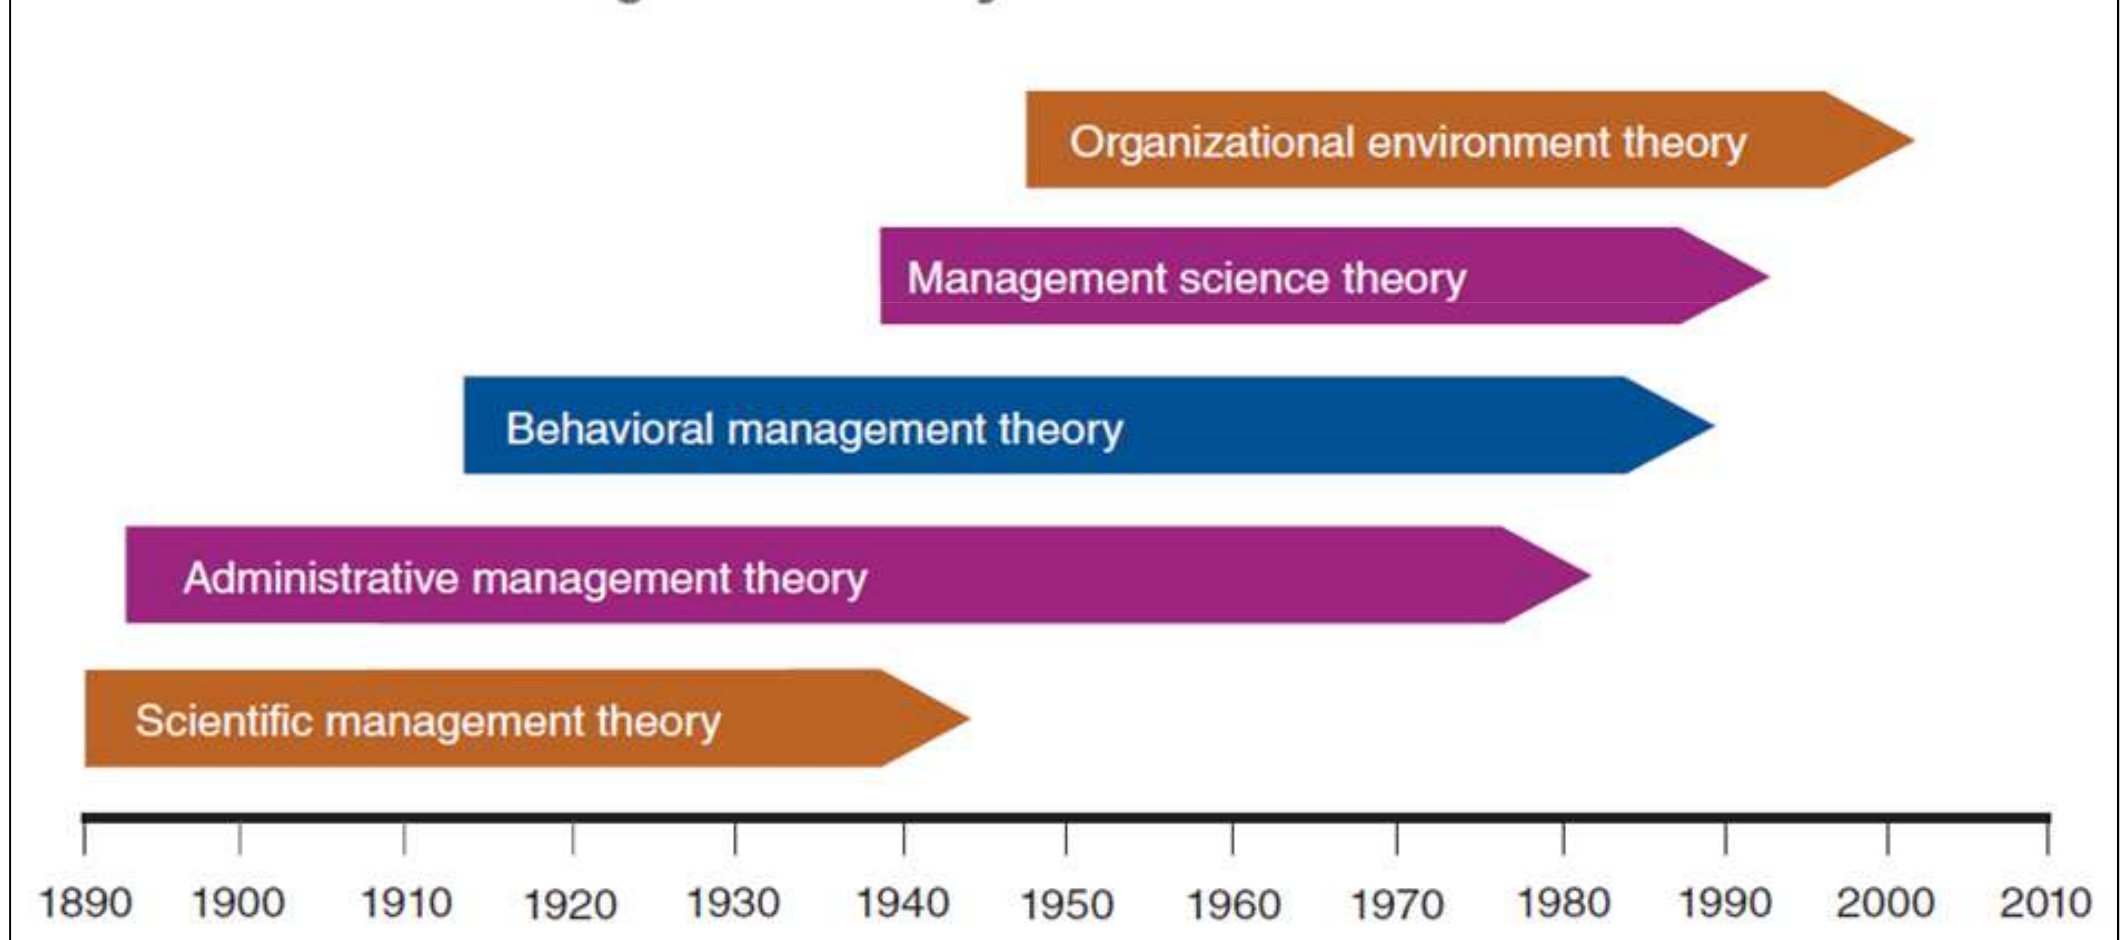 Organizational environment theory
Management science theory
Behavioral management theory
Administrative management theory
Scientific management theory
1890 1900 1910 1920 1930 1940 1950 1960 1970 1980 1990 2000 2010